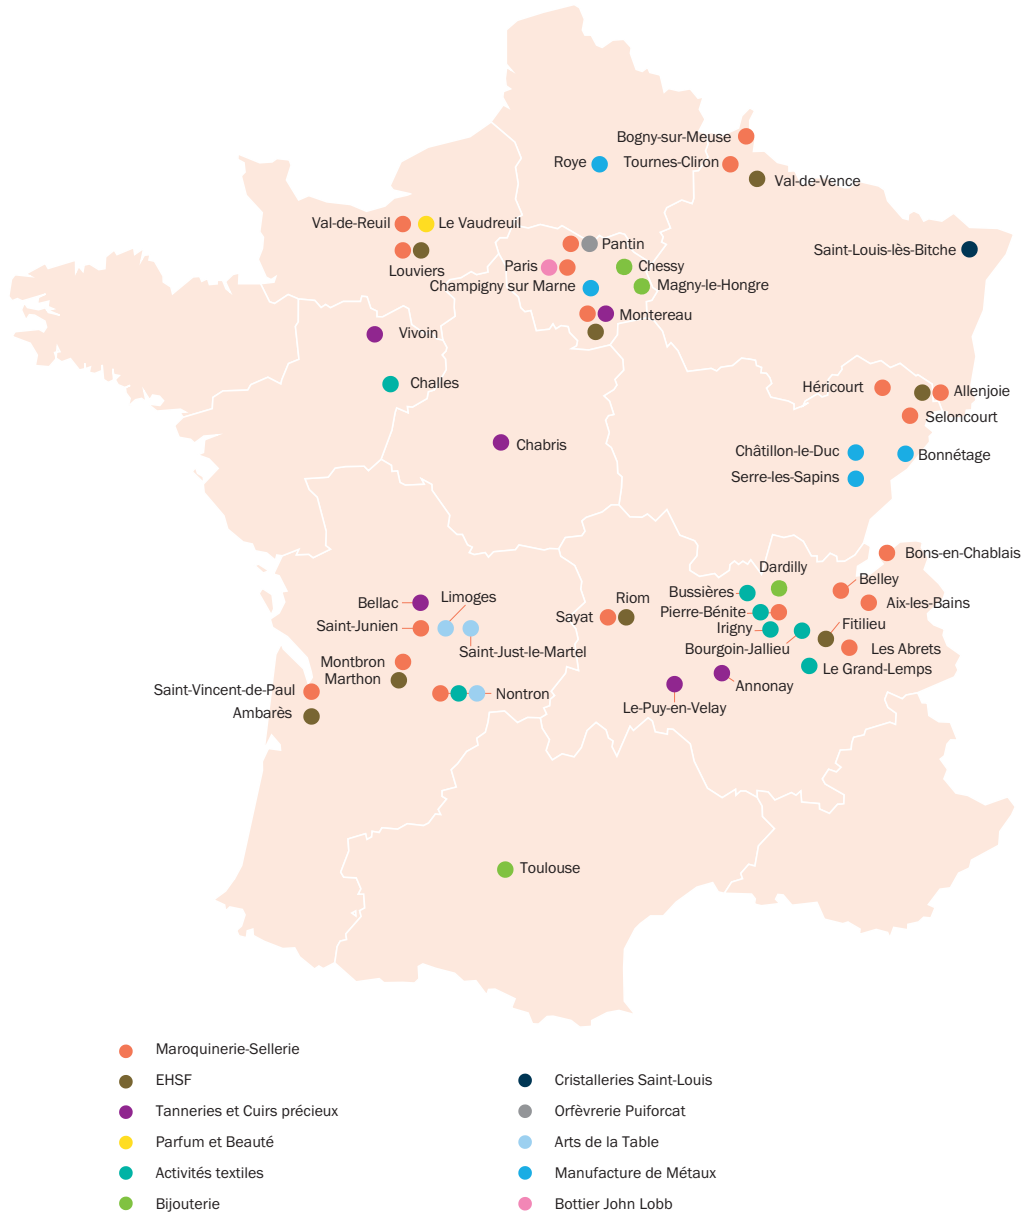 Bogny-sur-Meuse
Roye
Tournes-Cliron
Val-de-Vence
Val-de-Reuil
Le Vaudreuil
Louviers
Pantin
Saint-Louis-lès-Bitche
Paris
Chessy
Champigny sur Marne
Magny-le-Hongre
Montereau
Vivoin
Challes
Héricourt
Allenjoie
Seloncourt
Chabris
Châtillon-le-Duc
Bonnétage
Serre-les-Sapins
Bons-en-Chablais
Dardilly
Belley
Bussières
Bellac
Limoges
Riom
Aix-les-Bains
Sayat
Pierre-Bénite
Saint-Junien
Irigny
Fitilieu
Saint-Just-le-Martel
Bourgoin-Jallieu
Les Abrets
Montbron
Le Grand-Lemps
Marthon
Annonay
Saint-Vincent-de-Paul
Nontron
Le-Puy-en-Velay
Ambarès
Toulouse
Maroquinerie-Sellerie
EHSF
Tanneries et Cuirs précieux
Parfum et Beauté
Activités textiles
Bijouterie
Cristalleries Saint-Louis
Orfèvrerie Puiforcat
Arts de la Table
Manufacture de Métaux
Bottier John Lobb